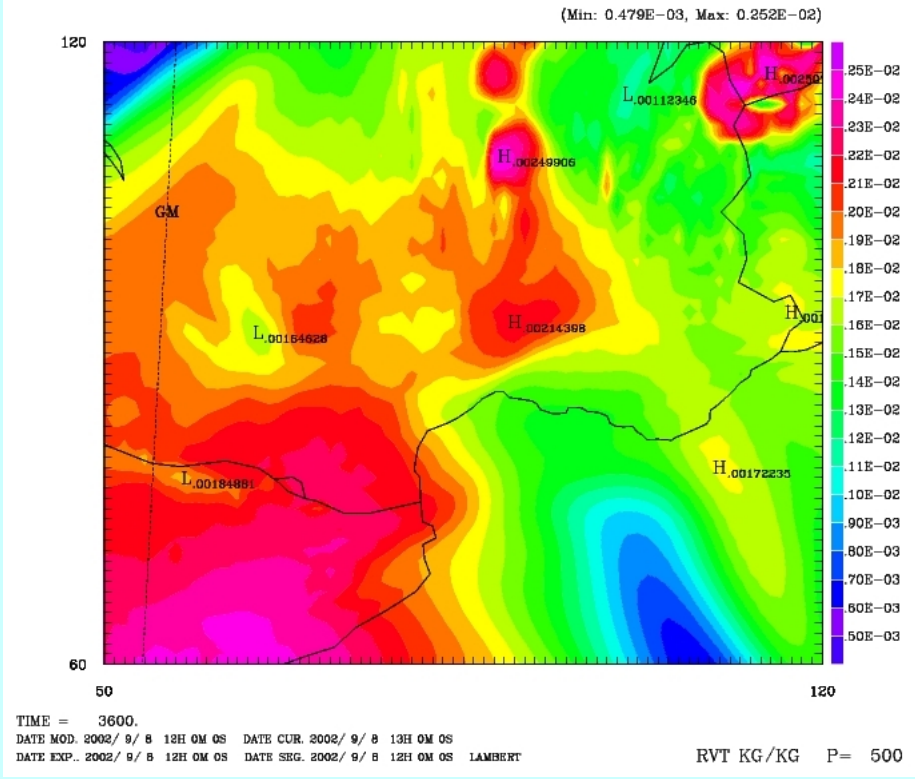 (Min: 0.479E-03, Max: 0.252E-02)
120
H.00250
L.00112346
.25E-02
.24E-02
.23E-02
.22E-02
.21E-02
.20E-02
.19E-02
.18E-02
.17E-02
.16E-02
.15E-02
.14E-02
.13E-02
.12E-02
.11E-02
.10E-02
.90E-03
.80E-03
.70E-03
.60E-03
.50E-03
H.00249906
GM
H.001
H.00214398
L.00164628
H.00172235
L.00184881
60
50
120
TIME = 3600.
DATE MOD. 2002/ 9/ 8 12H 0M 0S DATE CUR. 2002/ 9/ 8 13H 0M 0S
DATE EXP.. 2002/ 9/ 8 12H 0M 0S DATE SEG. 2002/ 9/ 8 12H 0M 0S LAMBERT
RVT KG/KG P= 500